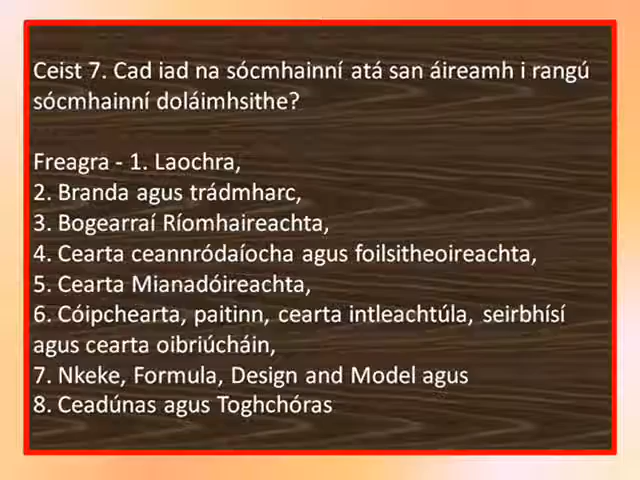 Ceist 7. Cad iad na sócmhainní atá san áireamh i rangú
sócmhainní doláimhsithe?
Freagra - 1. Laochra,
2. Branda agus trádmharc,
3. Bogearraí Ríomhaireachta,
4. Cearta ceannródaíocha agus foilsitheoireachta,
5. Cearta Mianadóireachta,
6. Cóipchearta, paitinn, cearta intleachtúla, seirbhísí
agus cearta oibriúcháin,
7. Nkeke, Formula, Design and Model agus
8. Ceadúnas agus Toghchóras